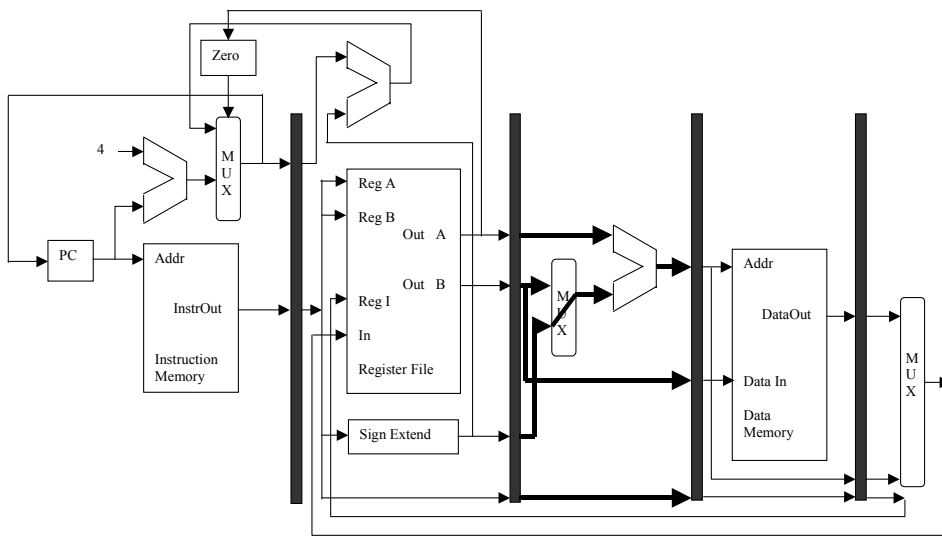 Zero
4
M
U
X
PC
Addr
InstrOut
Instruction
Memory
Reg A
Reg B
Out A
Out B
Reg I
In
Register File
Sign Extend
M
U
X
Addr
DataOut
Data In
Data
Memory
M
U
X